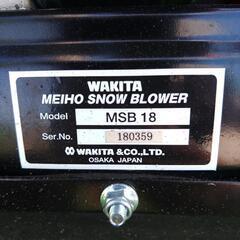 WAKITA
MEIHO SNOW BLOWER
Model MSB 18
Ser.No. 180359
WAKITA & CO., LTD.
OSAKA JAPAN